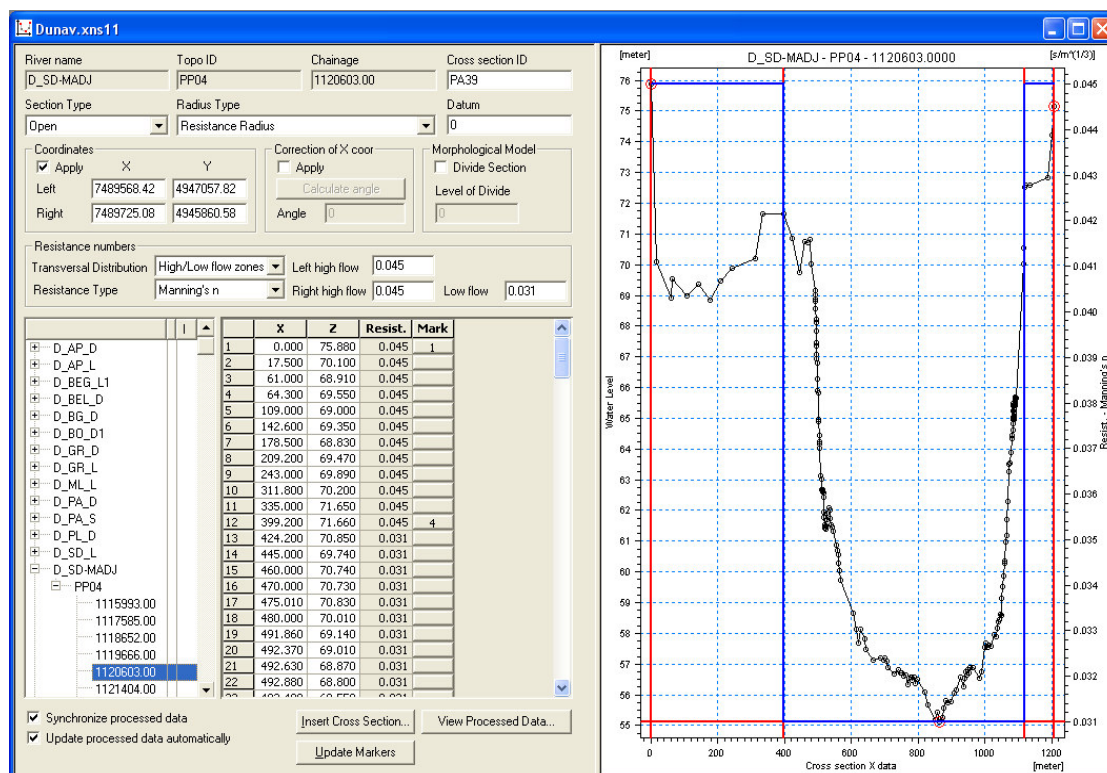 Dunav.xns11
River name Topo ID Chainage Cross section ID
D_SD-MADJ PP04 1120603.00 PA39
Section Type Radius Type Datum
Open Resistance Radius 0
Coordinates Correction of X coor Morphological Model
Apply X Y Apply Divide Section
Left 7489568.42 4947057.82 Calculate angle Level of Divide
Right 7489725.08 4945860.58 Angle 0 0
Resistance numbers
Transversal Distribution High/Low flow zones Left high flow 0.045
Resistance Type Manning's n Right high flow 0.045 Low flow 0.031
I
D_AP_D
D_AP_L
D_BEG_L1
D_BEL_D
D_BG_D
D_BO_D1
D_GR_D
D_GR_L
D_ML_L
D_PA_D
D_PA_S
D_PL_D
D_SD_L
D_SD-MADJ
PP04
1115993.00
1117585.00
1118652.00
1119666.00
1120603.00
1121404.00
X Z Resist. Mark
1 0.000 75.880 0.045 1
2 17.500 70.100 0.045
3 61.000 68.910 0.045
4 64.300 69.550 0.045
5 109.000 69.000 0.045
6 142.600 69.350 0.045
7 178.500 68.830 0.045
8 209.200 69.470 0.045
9 243.000 69.890 0.045
10 311.800 70.200 0.045
11 335.000 71.650 0.045
12 399.200 71.660 0.045 4
13 424.200 70.850 0.031
14 445.000 69.740 0.031
15 460.000 70.740 0.031
16 470.000 70.730 0.031
17 475.010 70.830 0.031
18 480.000 70.010 0.031
19 491.860 69.140 0.031
20 492.370 69.010 0.031
21 492.630 68.870 0.031
22 492.880 68.800 0.031
Synchronize processed data Insert Cross Section... View Processed Data...
Update processed data automatically
Update Markers
[meter] D_SD-MADJ - PP04 - 1120603.0000 [s/m^(1/3)]
76
75
74
73
72
71
70
69
68
67
66
65
64
63
62
61
60
59
58
57
56
55
Water Level
0.045
0.044
0.043
0.042
0.041
0.040
0.039
0.038
0.037
0.036
0.035
0.034
0.033
0.032
0.031
Resist. - Manning's n
0 200 400 600 800 1000 1200
Cross section X data [meter]